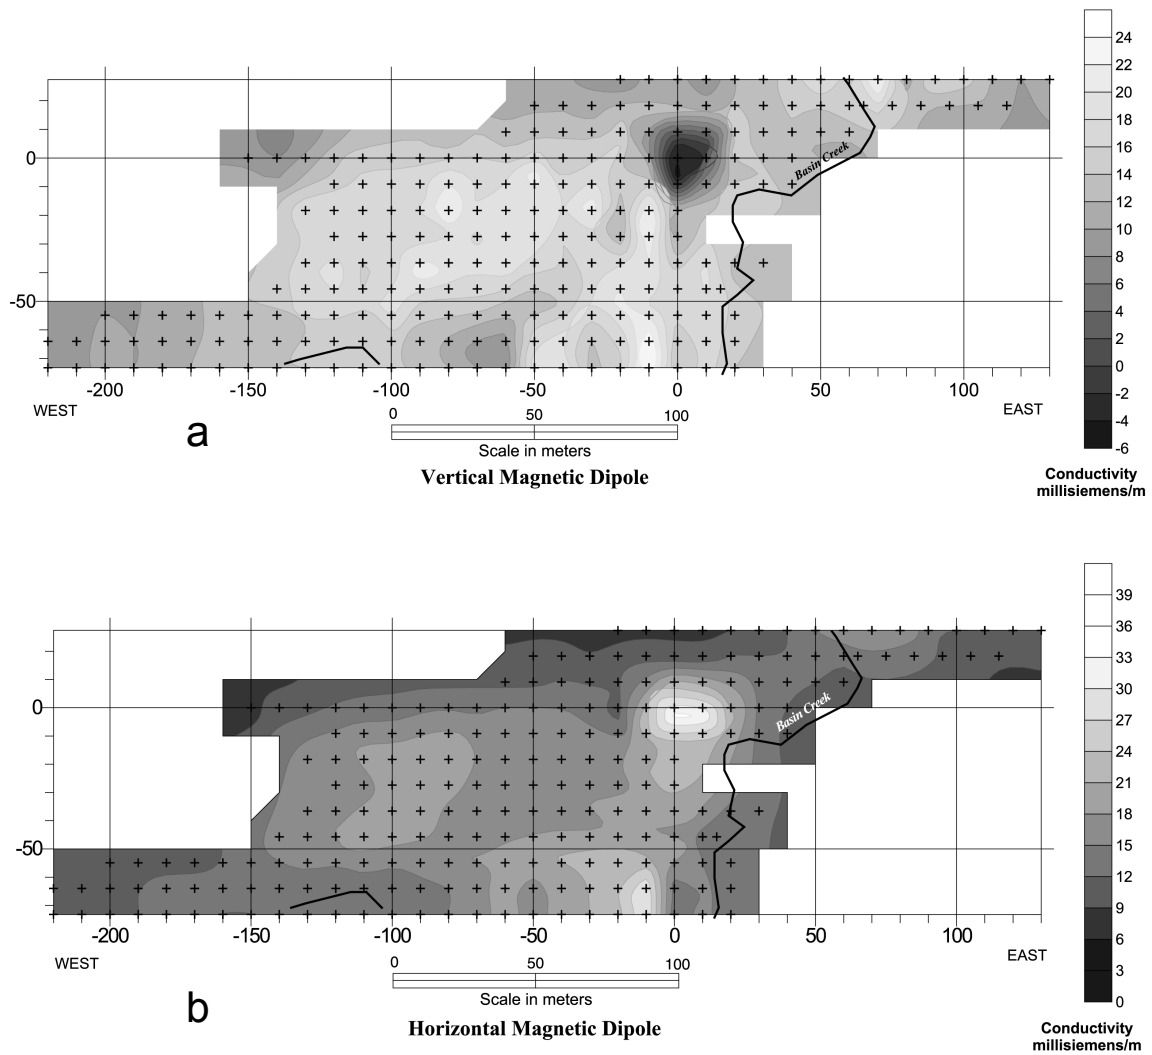 24
22
20
18
16
14
12
10
8
6
4
2
0
-2
-4
-6
Conductivity
millisiemens/m
0
-50
Basin Creek
-200 -150 -100 -50 0 50 100
WEST EAST
a
0 50 100
Scale in meters
Vertical Magnetic Dipole
39
36
33
30
27
24
21
18
15
12
9
6
3
0
Conductivity
millisiemens/m
0
-50
Basin Creek
-200 -150 -100 -50 0 50 100
WEST EAST
b
0 50 100
Scale in meters
Horizontal Magnetic Dipole